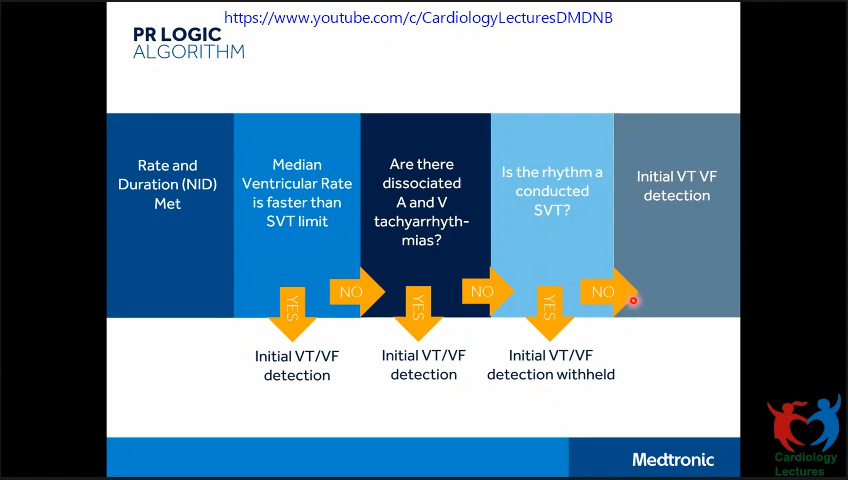 https://www.youtube.com/c/CardiologyLecturesDMDNB
PR LOGIC
ALGORITHM
Rate and
Duration (NID)
Met
Median
Ventricular Rate
is faster than
SVT limit
Are there
dissociated
A and V
tachyarrhyth-
mias?
Is the rhythm a
conducted
SVT?
Initial VT VF
detection
YES
NO
YES
NO
YES
NO
Initial VT/VF
detection
Initial VT/VF
detection
Initial VT/VF
detection withheld
Medtronic
Cardiology
Lectures